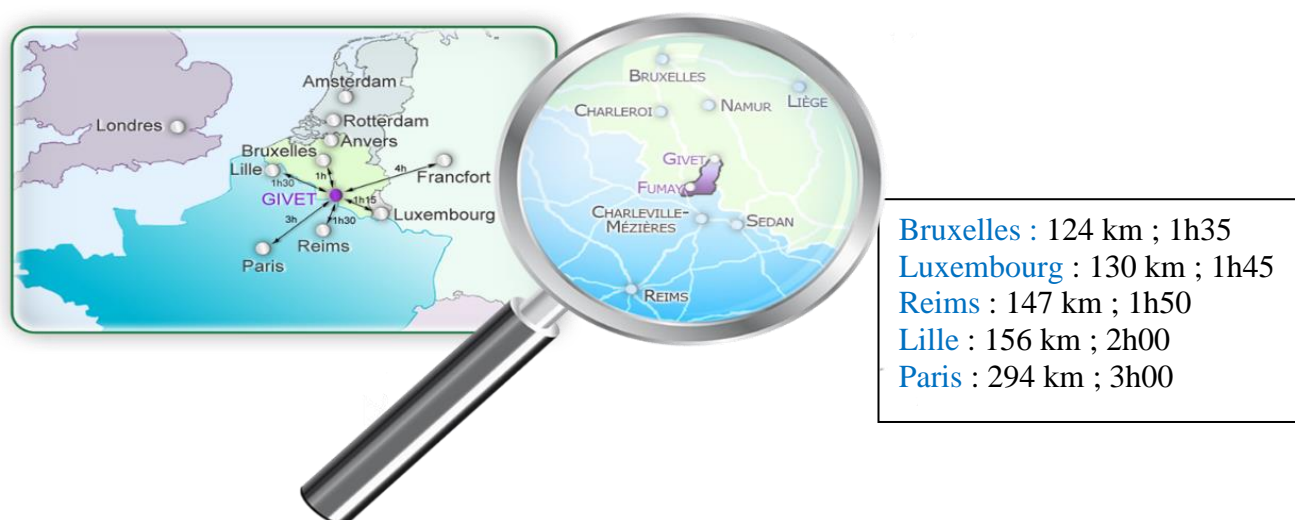 Amsterdam
Londres
Rotterdam
Anvers
Bruxelles
Lille
1h
4h
Francfort
1h30
GIVET
1h15
3h
1h30
Luxembourg
Reims
Paris
BRUXELLES
LIÈGE
CHARLEROI
NAMUR
GIVET
FUMAY
CHARLEVILLE-
MÉZIÈRES
SEDAN
REIMS
Bruxelles : 124 km ; 1h35
Luxembourg : 130 km ; 1h45
Reims : 147 km ; 1h50
Lille : 156 km ; 2h00
Paris : 294 km ; 3h00